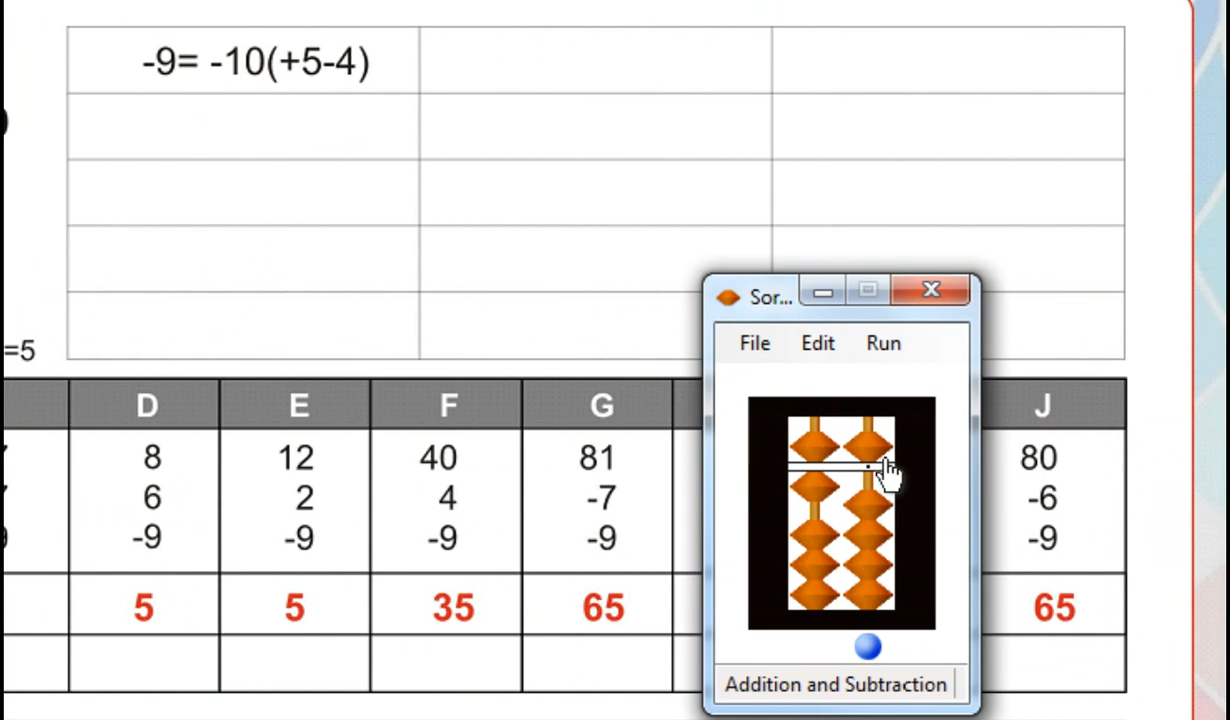 -9= -10(+5-4)
=5
Sor...
File Edit Run
D E F G J
8 12 40 81 80
6 2 4 -7 -6
-9 -9 -9 -9 -9
5 5 35 65 65
Addition and Subtraction